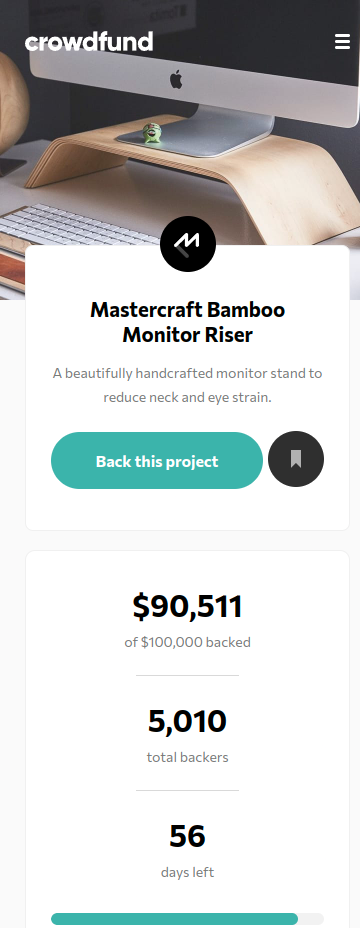 crowdfund
Mastercraft Bamboo
Monitor Riser
A beautifully handcrafted monitor stand to
reduce neck and eye strain.
Back this project
$90,511
of $100,000 backed
5,010
total backers
56
days left